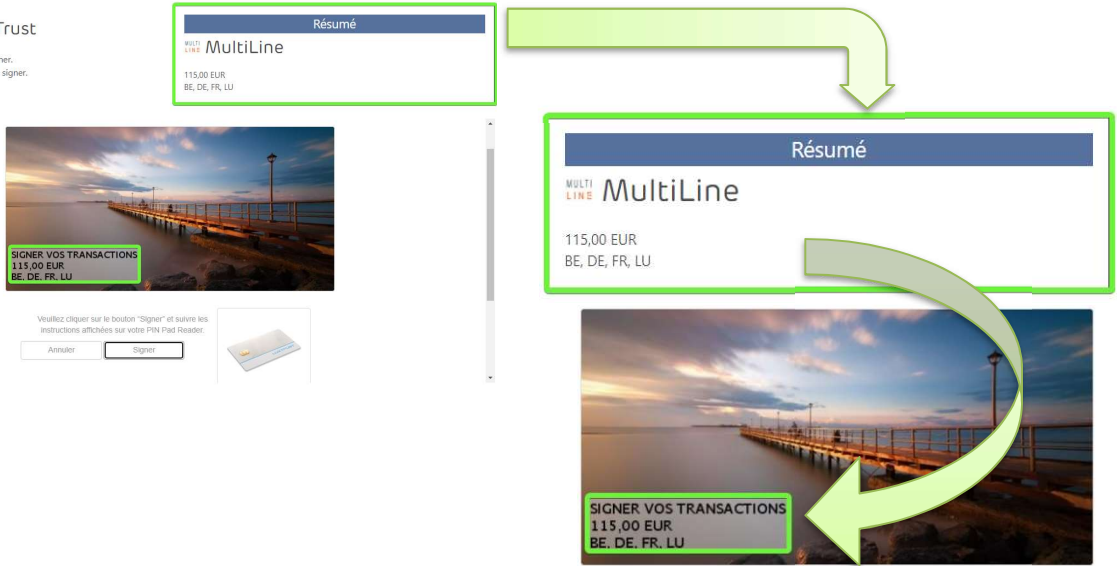 Trust
signer.
Résumé
MULTI
LINE
MultiLine
115,00 EUR
BE, DE, FR, LU
SIGNER VOS TRANSACTIONS
115,00 EUR
BE, DE, FR, LU
Veuillez cliquer sur le bouton "Signer" et suivre les
instructions affichées sur votre PIN Pad Reader.
Annuler
Signer
Résumé
MULTI
LINE
MultiLine
115,00 EUR
BE, DE, FR, LU
SIGNER VOS TRANSACTIONS
115,00 EUR
BE, DE, FR, LU